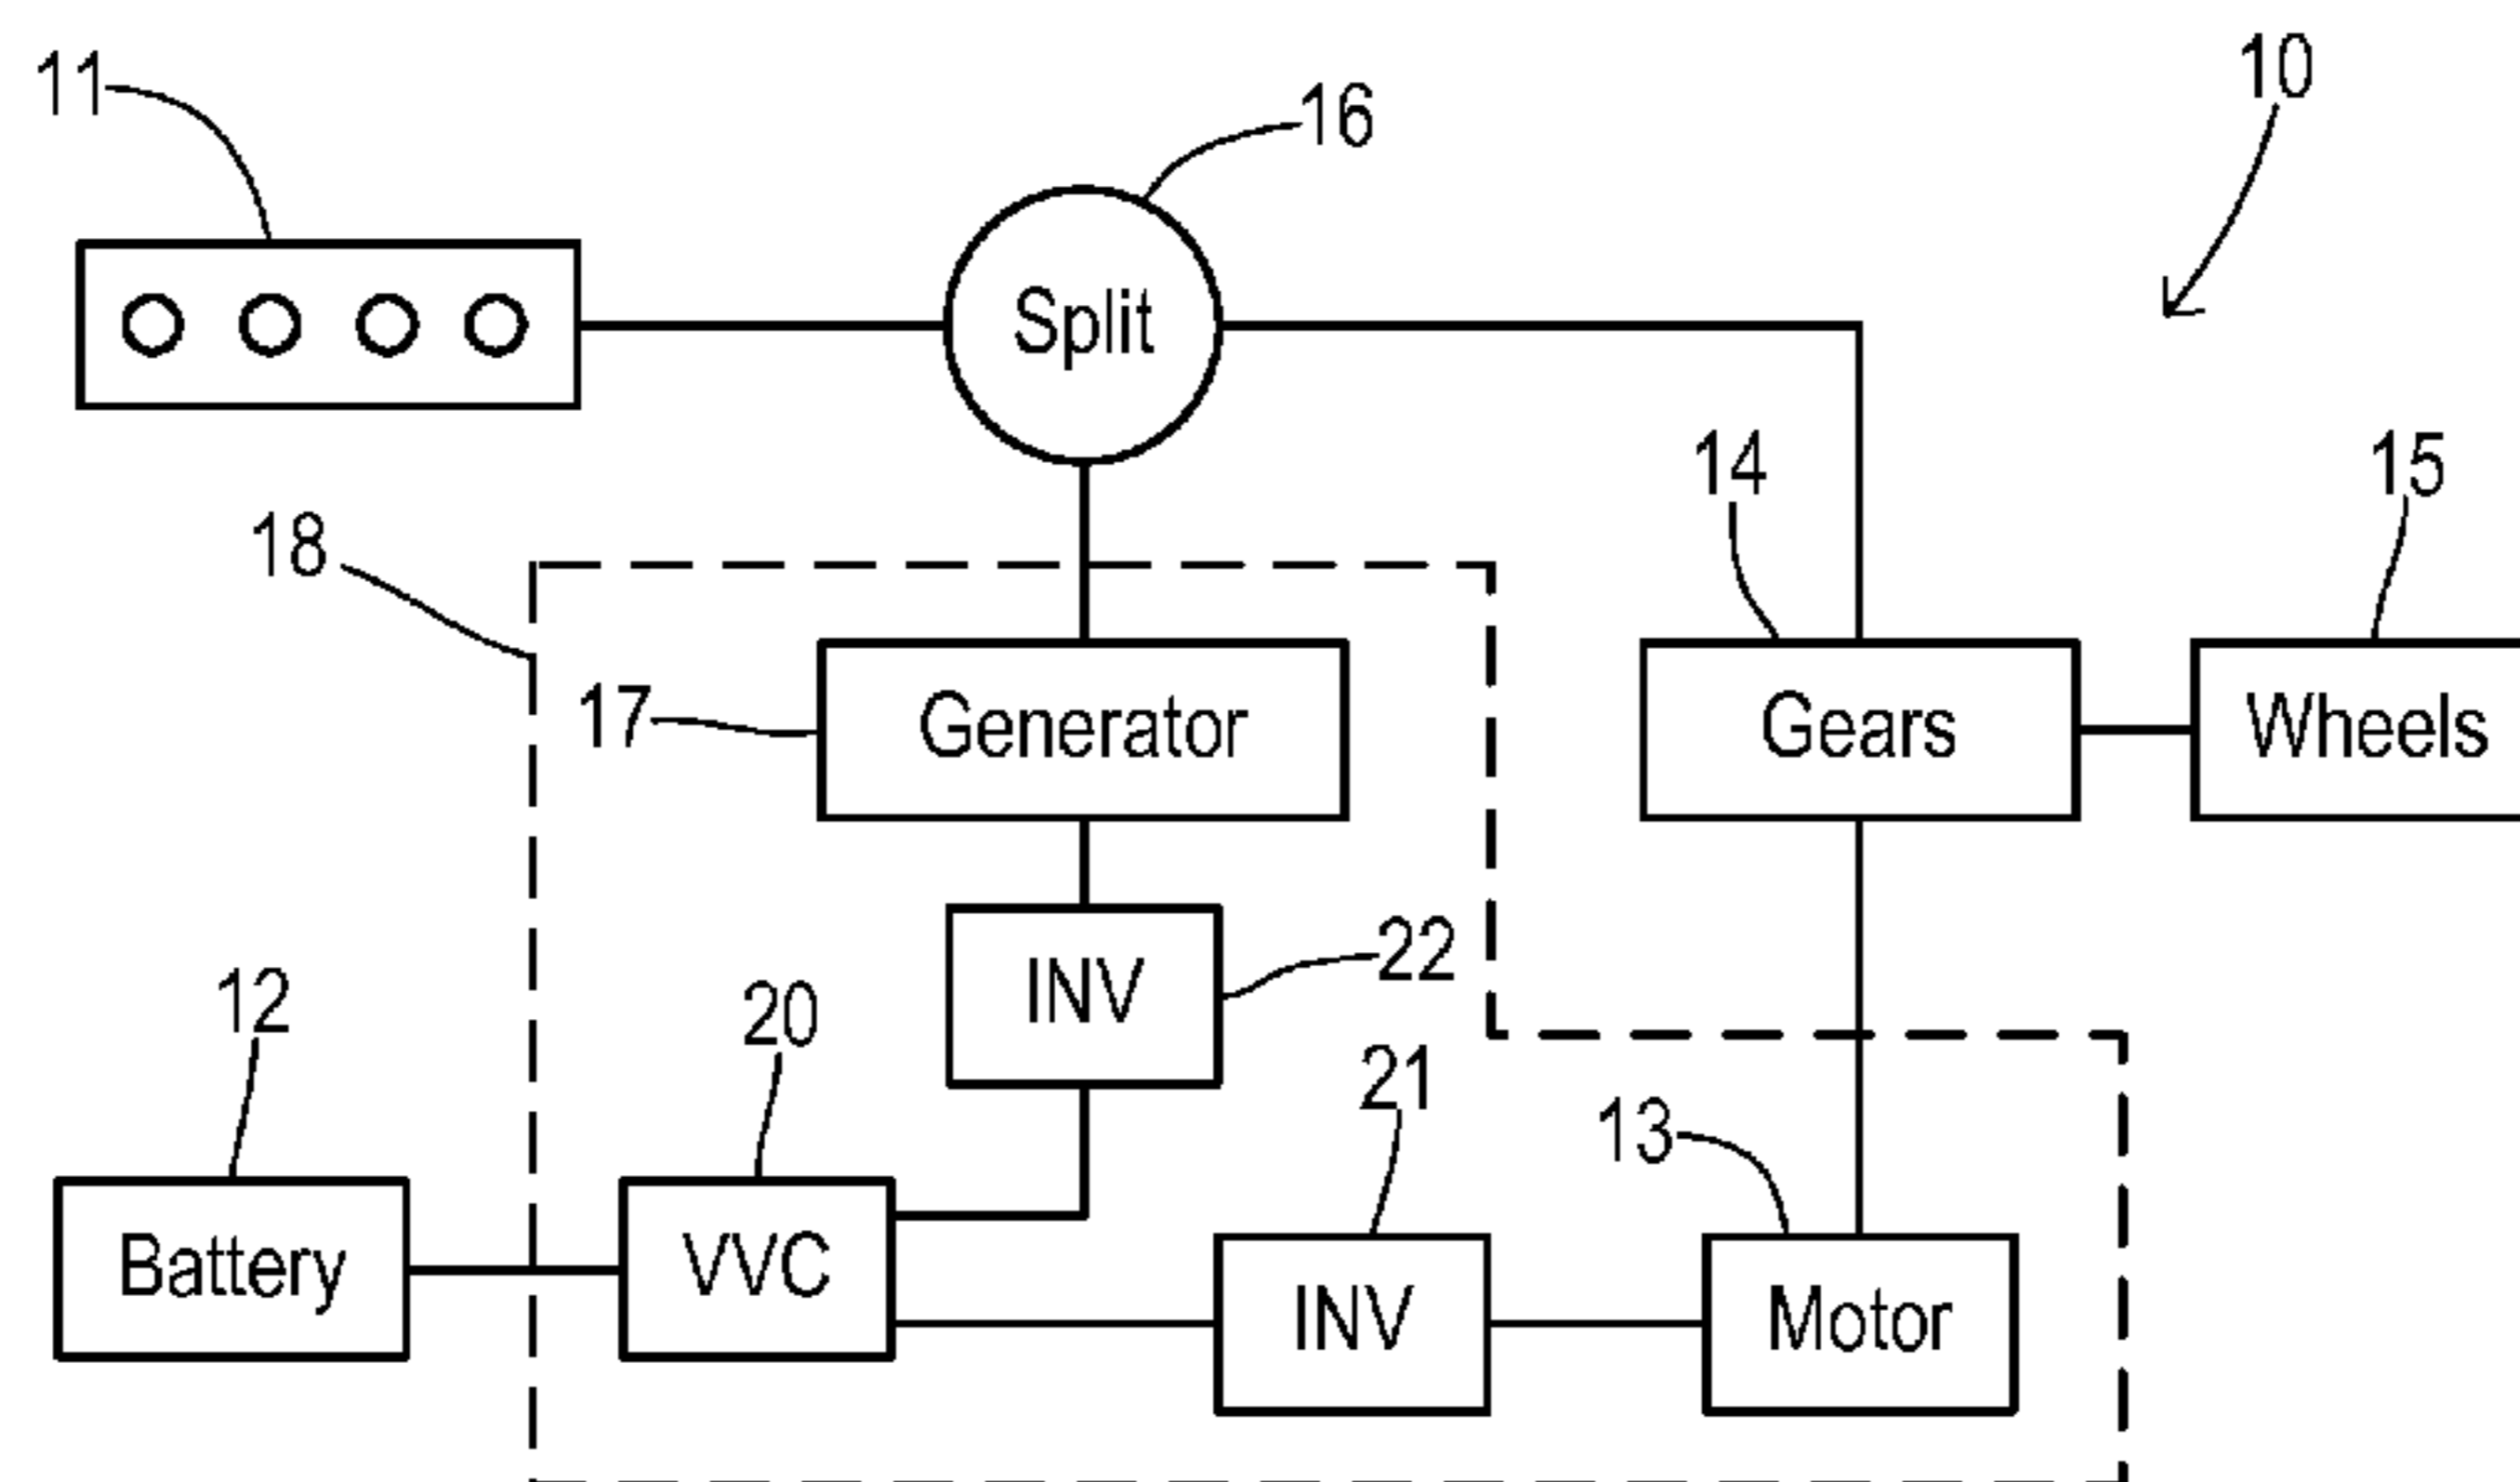 11
16
10
Split
14
15
18
17
Generator
Gears
Wheels
22
INV
12
20
21
13
Battery
VVC
INV
Motor